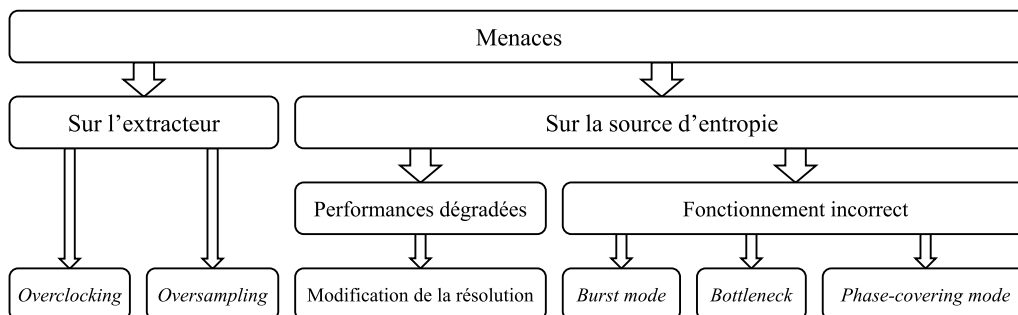 Menaces
Sur l’extracteur
Sur la source d’entropie
Performances dégradées
Fonctionnement incorrect
Overclocking
Oversampling
Modification de la résolution
Burst mode
Bottleneck
Phase-covering mode